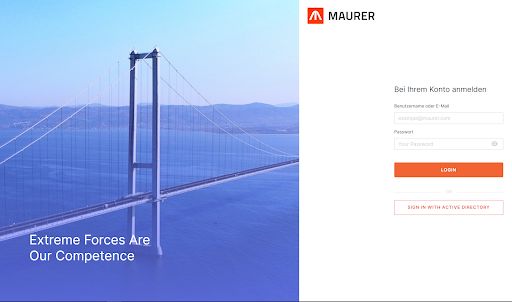 MAURER
Bei Ihrem Konto anmelden
Benutzername oder E-Mail
example@maurer.com
Passwort
Your Password
LOGIN
OR
SIGN IN WITH ACTIVE DIRECTORY
Extreme Forces Are
Our Competence